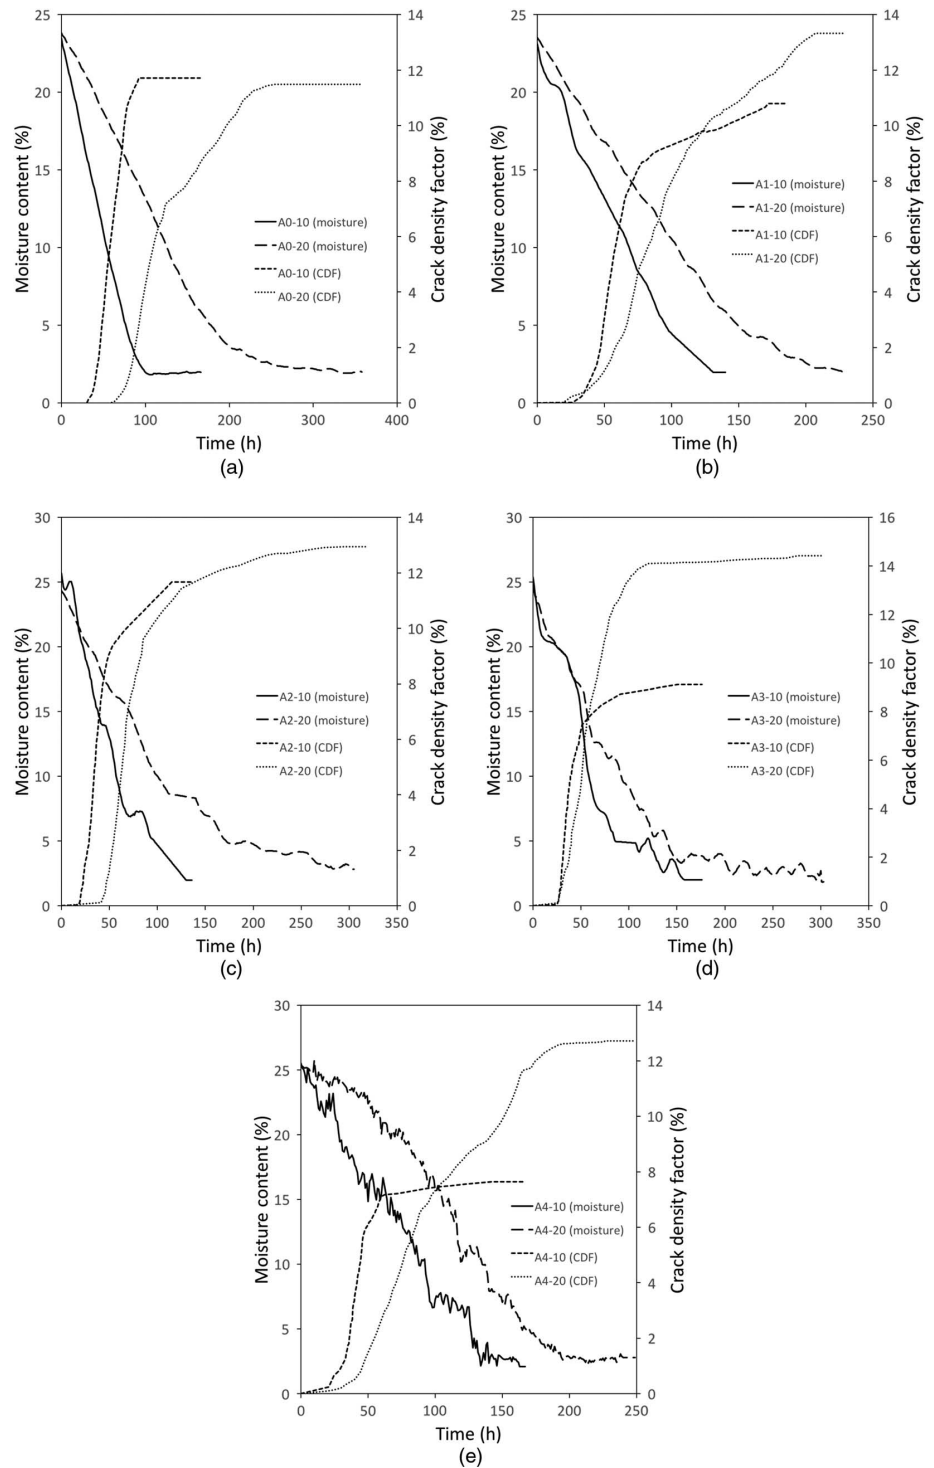 25
20
15
10
5
0
Moisture content (%)
14
12
10
8
6
4
2
0
Crack density factor (%)
A0-10 (moisture)
A0-20 (moisture)
A0-10 (CDF)
A0-20 (CDF)
0 100 200 300 400
Time (h)
(a)
25
20
15
10
5
0
Moisture content (%)
14
12
10
8
6
4
2
0
Crack density factor (%)
A1-10 (moisture)
A1-20 (moisture)
A1-10 (CDF)
A1-20 (CDF)
0 50 100 150 200 250
Time (h)
(b)
30
25
20
15
10
5
0
Moisture content (%)
14
12
10
8
6
4
2
0
Crack density factor (%)
A2-10 (moisture)
A2-20 (moisture)
A2-10 (CDF)
A2-20 (CDF)
0 50 100 150 200 250 300 350
Time (h)
(c)
30
25
20
15
10
5
0
Moisture content (%)
16
14
12
10
8
6
4
2
0
Crack density factor (%)
A3-10 (moisture)
A3-20 (moisture)
A3-10 (CDF)
A3-20 (CDF)
0 50 100 150 200 250 300 350
Time (h)
(d)
30
25
20
15
10
5
0
Moisture content (%)
14
12
10
8
6
4
2
0
Crack density factor (%)
A4-10 (moisture)
A4-20 (moisture)
A4-10 (CDF)
A4-20 (CDF)
0 50 100 150 200 250
Time (h)
(e)